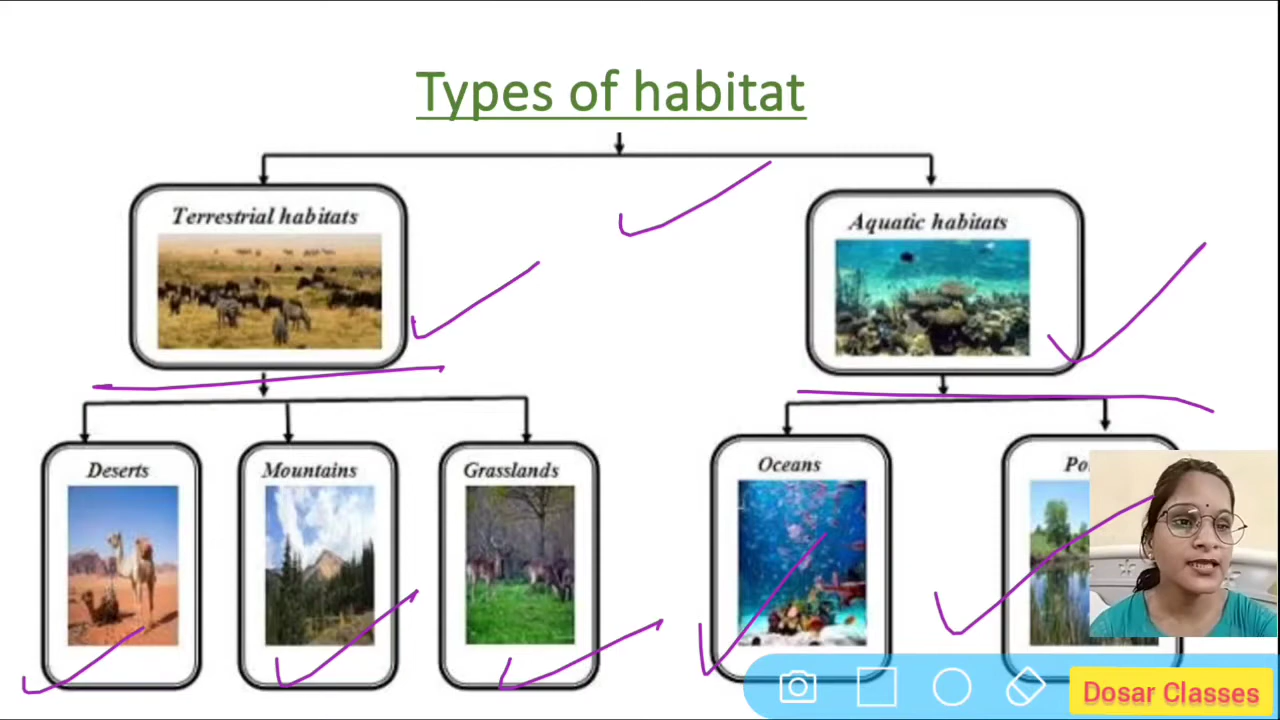 Types of habitat
Terrestrial habitats
Aquatic habitats
Deserts
Mountains
Grasslands
Oceans
Dosar Classes